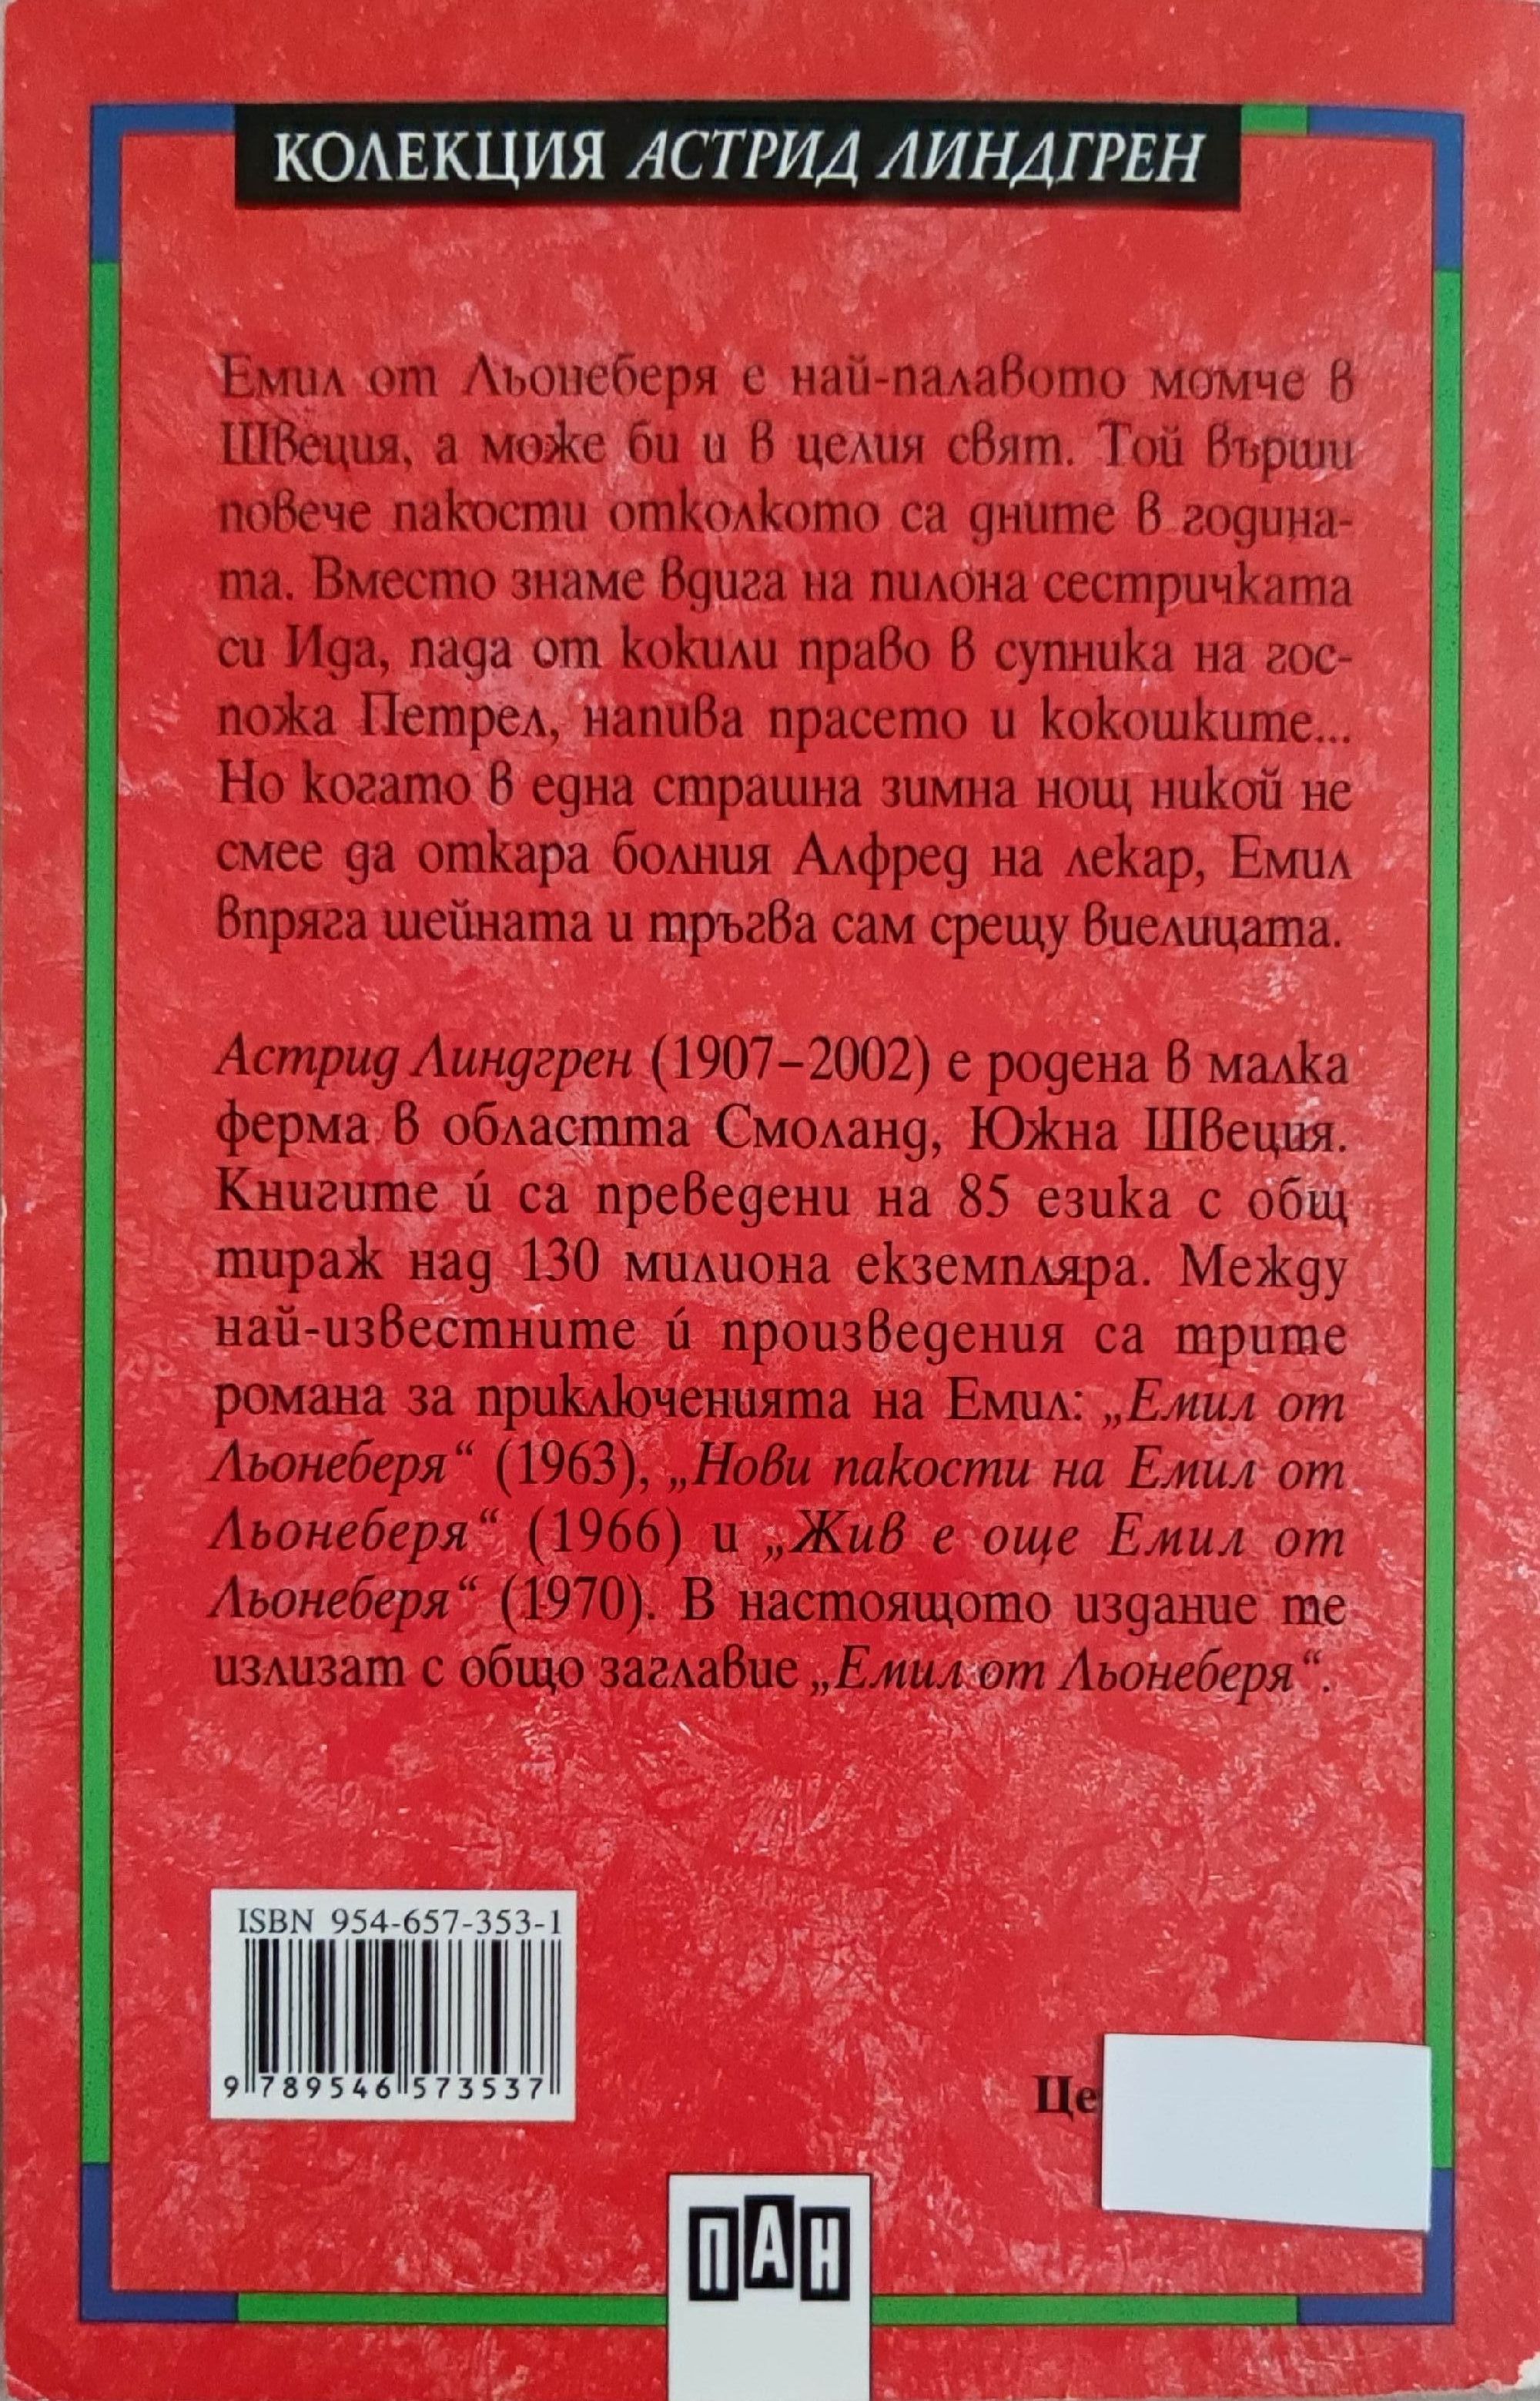 КОЛЕКЦИЯ АСТРИД ЛИНДГРЕН
Емил от Льонеберя е най-палавото момче в
Швеция, а може би и в целия свят. Той върши
повече пакости отколкото са дните в година-
та. Вместо знаме вдига на пилона сестричката
си Ида, пада от кокили право в супника на гос-
пожа Петрел, напива прасето и кокошките...
Но когато в една страшна зимна нощ никой не
смее да откара болния Алфред на лекар, Емил
впряга шейната и тръгва сам срещу виелицата.
Астрид Линдгрен (1907–2002) е родена в малка
ферма в областта Смоланд, Южна Швеция.
Книгите ѝ са преведени на 85 езика с общ
тираж над 130 милиона екземпляра. Между
най-известните ѝ произведения са трите
романа за приключенията на Емил: „Емил от
Льонеберя“ (1963), „Нови пакости на Емил от
Льонеберя“ (1966) и „Жив е още Емил от
Льонеберя“ (1970). В настоящото издание те
излизат с общо заглавие „Емил от Льонеберя“.
ISBN 954-657-353-1
9 789546 573537
Це
ПАН